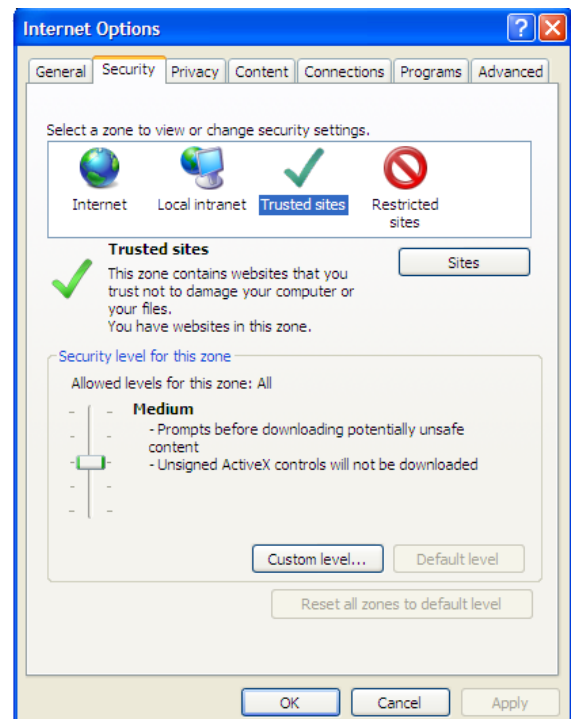 Internet Options
General Security Privacy Content Connections Programs Advanced
Select a zone to view or change security settings.
Internet Local intranet Trusted sites Restricted
sites
Trusted sites
Sites
This zone contains websites that you
trust not to damage your computer or
your files.
You have websites in this zone.
Security level for this zone
Allowed levels for this zone: All
Medium
- Prompts before downloading potentially unsafe
content
- Unsigned ActiveX controls will not be downloaded
Custom level... Default level
Reset all zones to default level
OK Cancel Apply